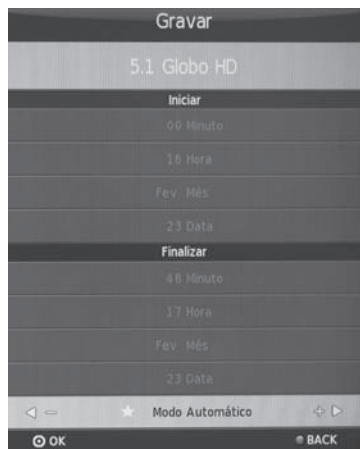 Gravar
5.1 Globo HD
Iniciar
00 Minuto
16 Hora
Fev Mês
23 Data
Finalizar
48 Minuto
17 Hora
Fev Mês
23 Data
Modo Automático
OK BACK